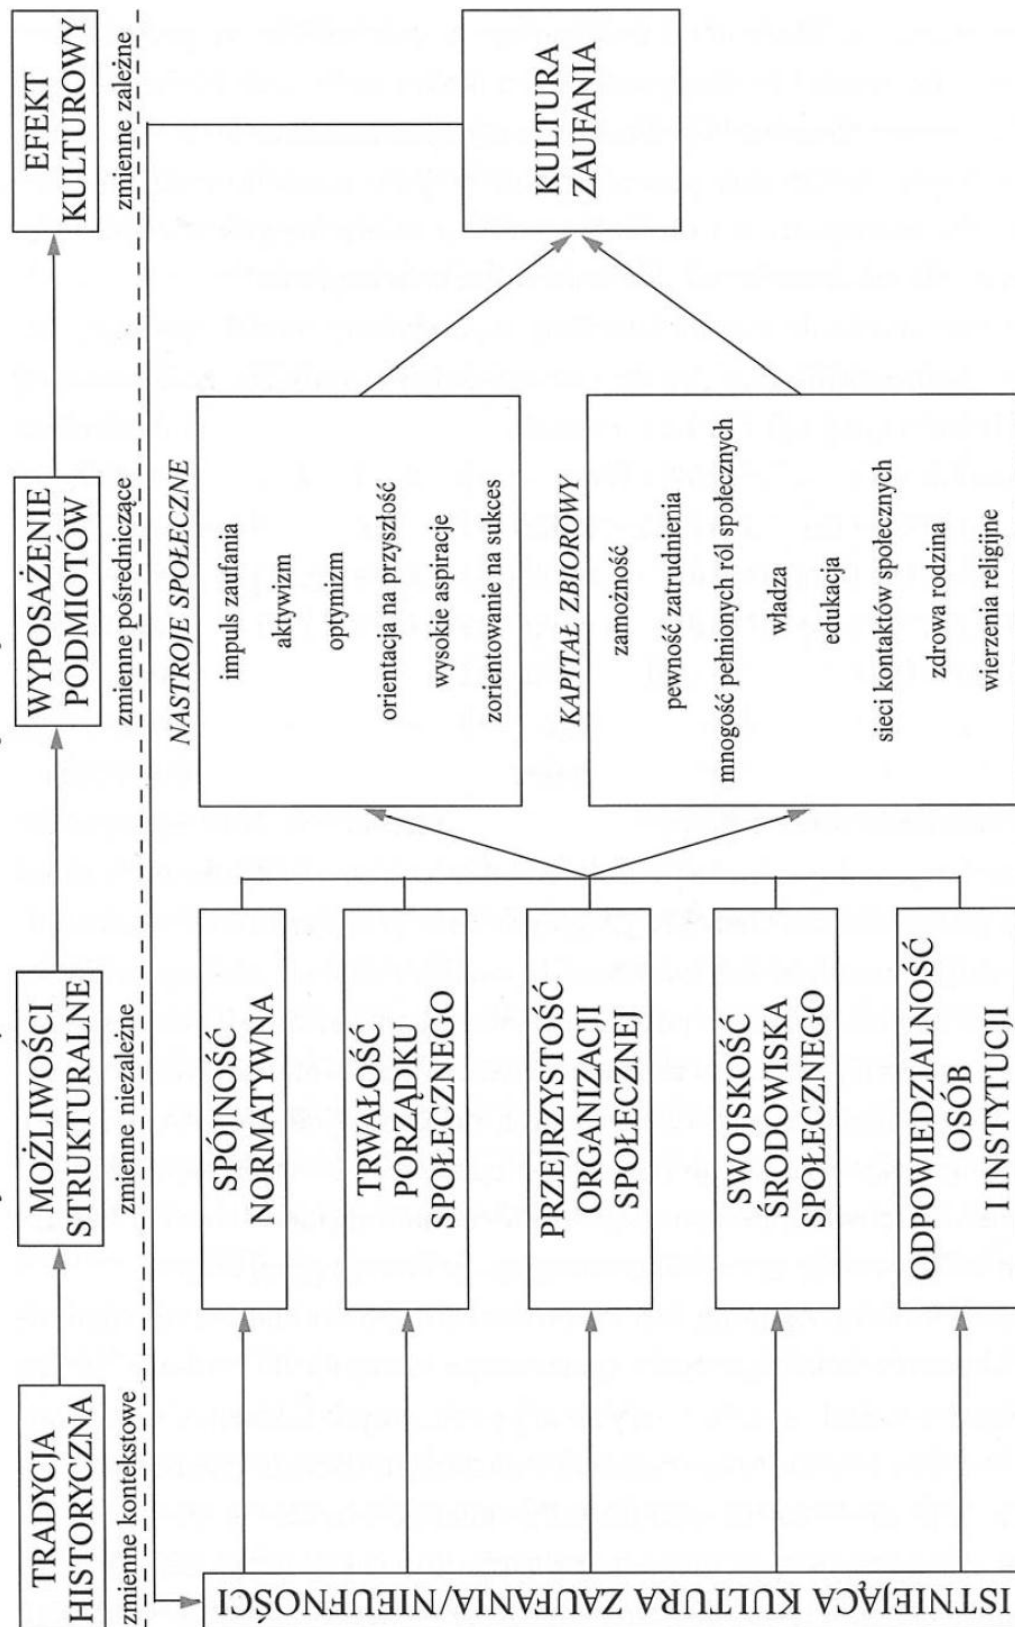 TRADYCJA
HISTORYCZNA
zmienne kontekstowe
MOŻLIWOŚCI
STRUKTURALNE
zmienne niezależne
WYPOSAŻENIE
PODMIOTÓW
zmienne pośredniczące
EFEKT
KULTUROWY
zmienne zależne
ISTNIEJĄCA KULTURA ZAUFANIA/NIEUFNOŚCI
SPÓJNOŚĆ
NORMATYWNA
TRWAŁOŚĆ
PORZĄDKU
SPOŁECZNEGO
PRZEJRZYSTOŚĆ
ORGANIZACJI
SPOŁECZNEJ
SWOJSKOŚĆ
ŚRODOWISKA
SPOŁECZNEGO
ODPOWIEDZIALNOŚĆ
OSÓB
I INSTYTUCJI
NASTROJE SPOŁECZNE
impuls zaufania
aktywizm
optymizm
orientacja na przyszłość
wysokie aspiracje
zorientowanie na sukces
KAPITAŁ ZBIOROWY
zamożność
pewność zatrudnienia
mnogość pełnionych ról społecznych
władza
edukacja
sieci kontaktów społecznych
zdrowa rodzina
wierzenia religijne
KULTURA
ZAUFANIA